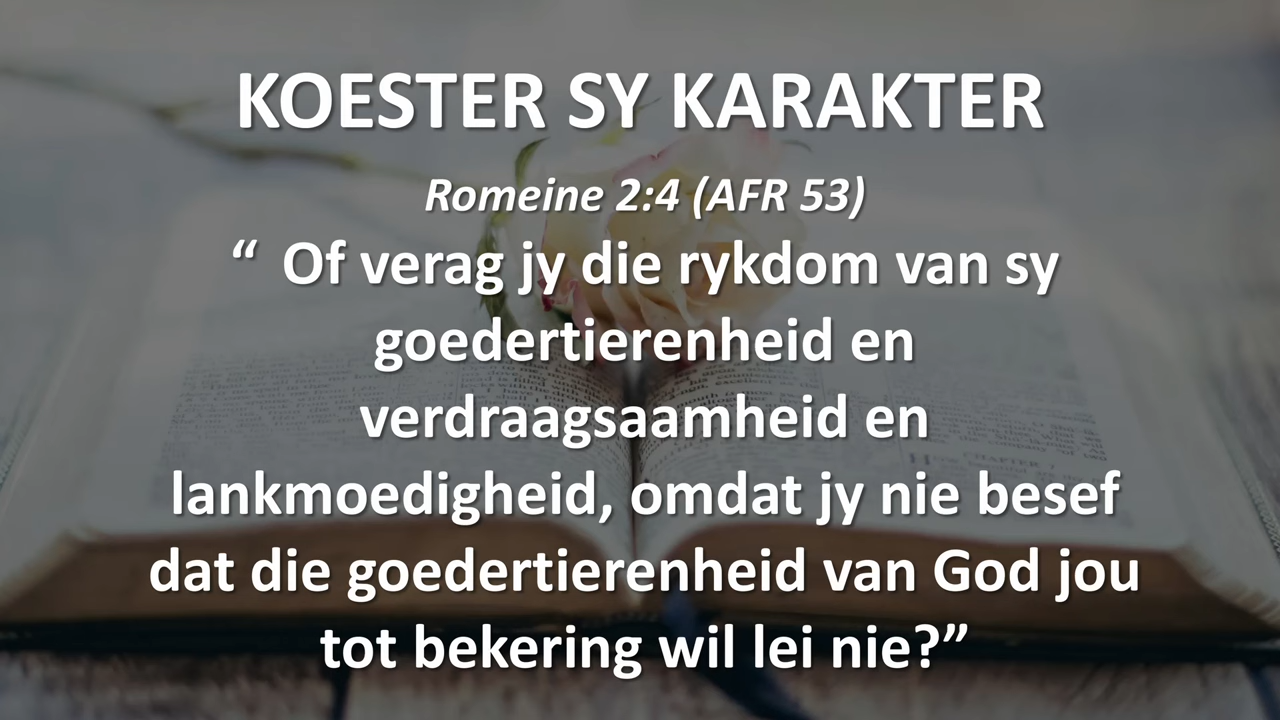 KOESTER SY KARAKTER
Romeine 2:4 (AFR 53)
“ Of verag jy die rykdom van sy
goedertierenheid en
verdraagsaamheid en
lankmoedigheid, omdat jy nie besef
dat die goedertierenheid van God jou
tot bekering wil lei nie?”